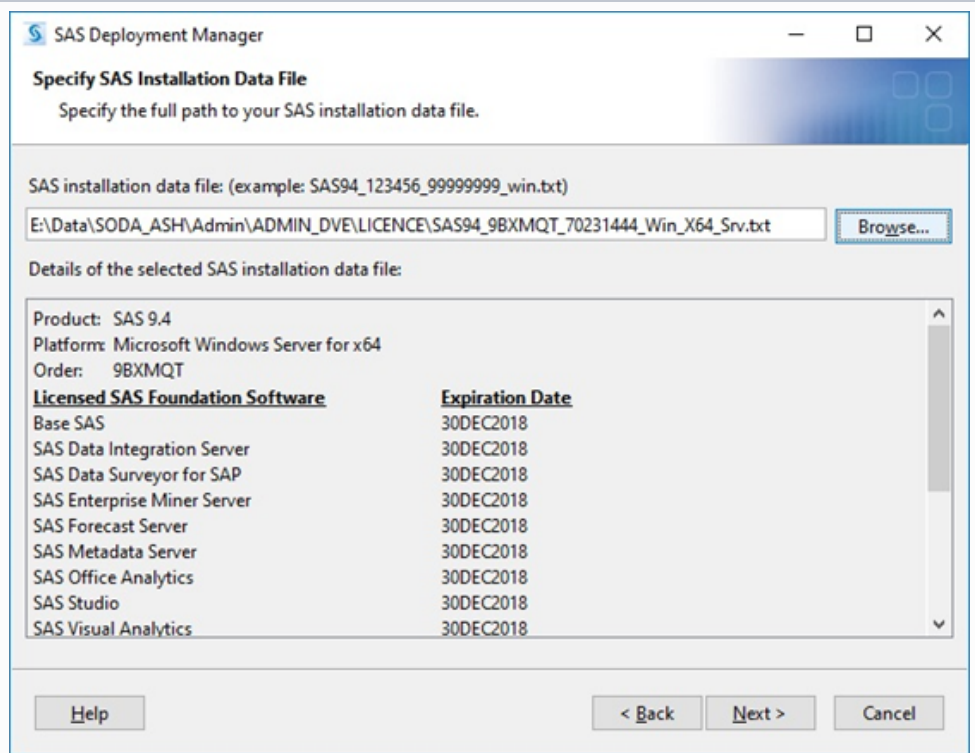 SAS Deployment Manager
Specify SAS Installation Data File
Specify the full path to your SAS installation data file.
SAS installation data file: (example: SAS94_123456_99999999_win.txt)
E:\Data\SODA_ASH\Admin\ADMIN_DVE\LICENCE\SAS94_9BXMQT_70231444_Win_X64_Srv.txt
Browse...
Details of the selected SAS installation data file:
Product: SAS 9.4
Platform: Microsoft Windows Server for x64
Order: 9BXMQT
Licensed SAS Foundation Software Expiration Date
Base SAS 30DEC2018
SAS Data Integration Server 30DEC2018
SAS Data Surveyor for SAP 30DEC2018
SAS Enterprise Miner Server 30DEC2018
SAS Forecast Server 30DEC2018
SAS Metadata Server 30DEC2018
SAS Office Analytics 30DEC2018
SAS Studio 30DEC2018
SAS Visual Analytics 30DEC2018
Help < Back Next > Cancel